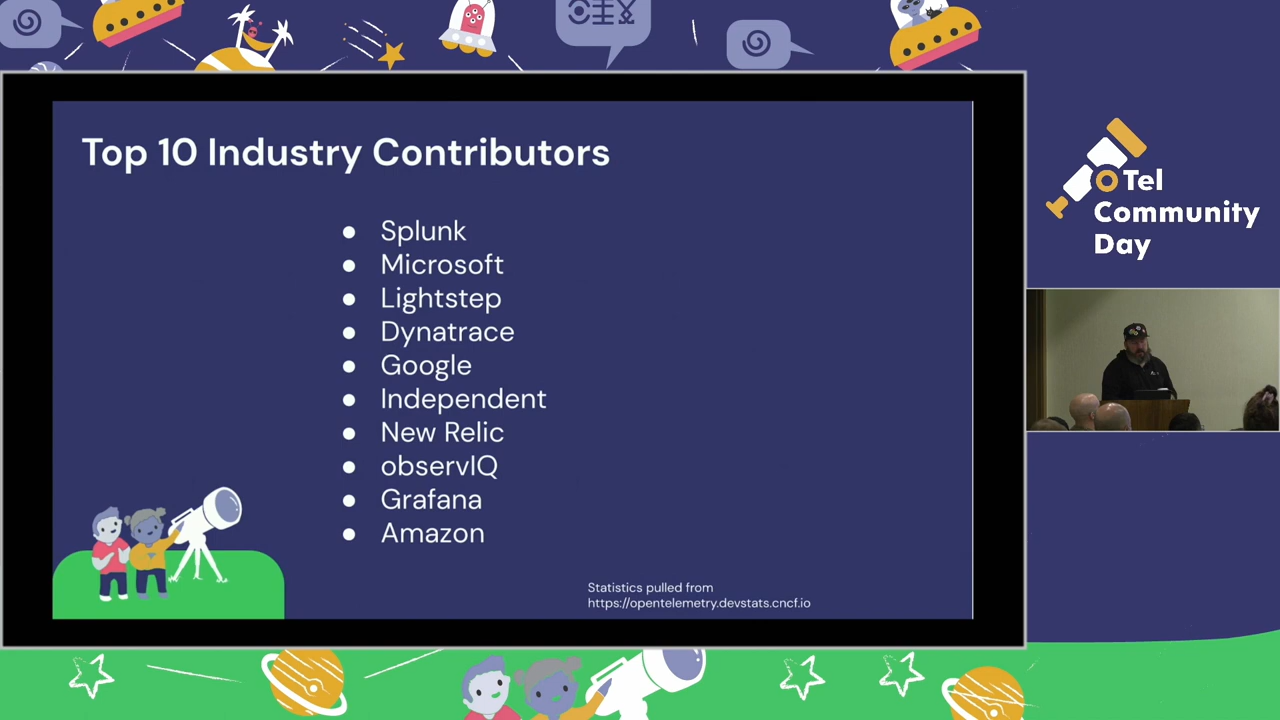 Top 10 Industry Contributors
Splunk
Microsoft
Lightstep
Dynatrace
Google
Independent
New Relic
observIQ
Grafana
Amazon
Statistics pulled from
https://opentelemetry.devstats.cncf.io
OTel
Community
Day